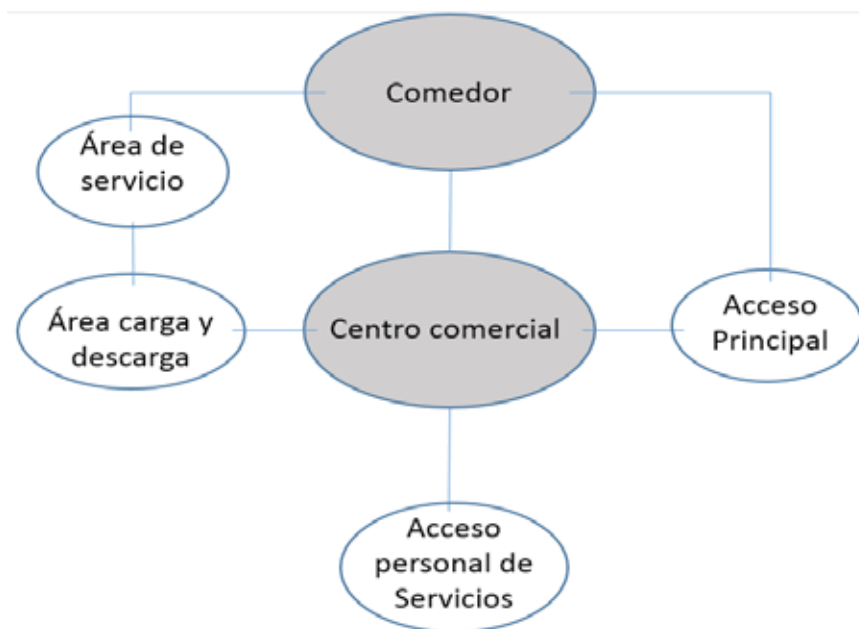 Comedor
Área de
servicio
Área carga y
descarga
Centro comercial
Acceso
Principal
Acceso
personal de
Servicios